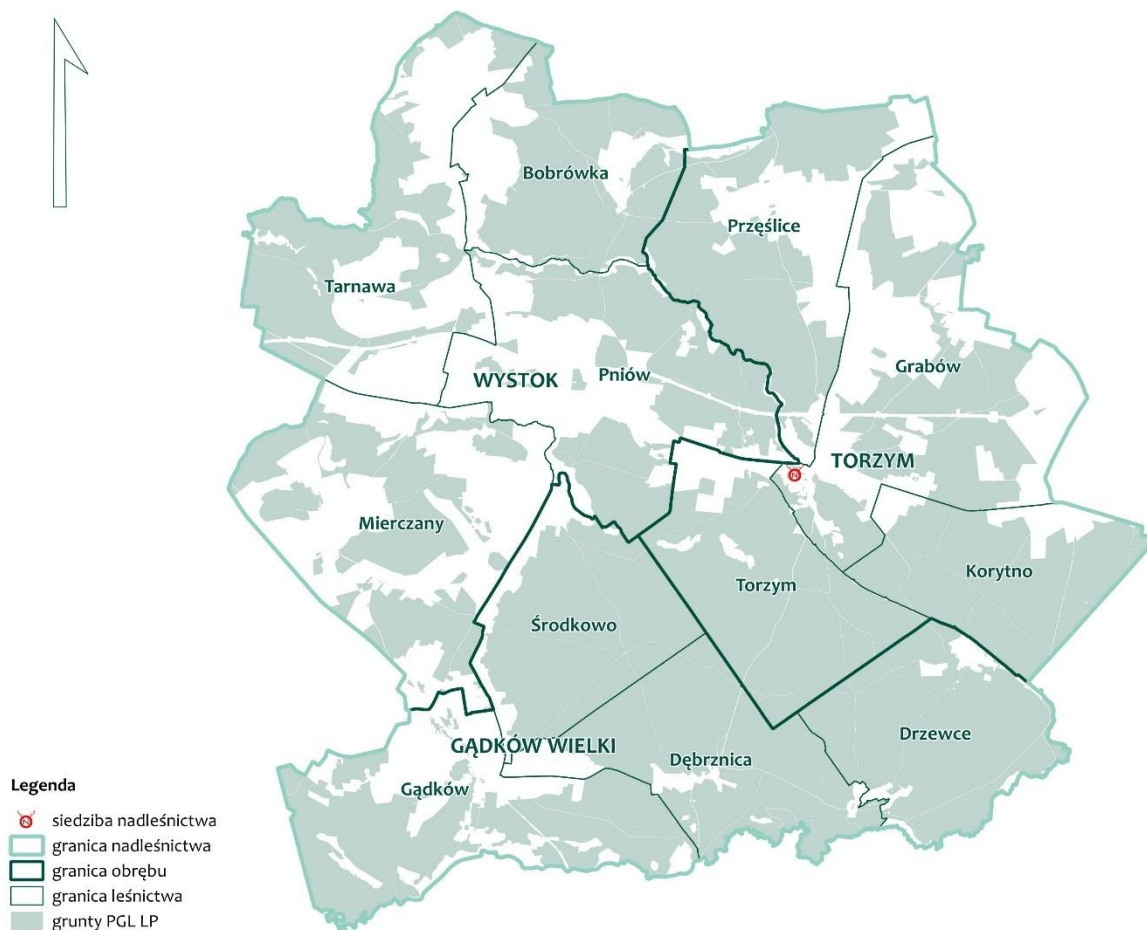 Bobrówka
Przęślice
Tarnawa
Grabów
WYSTOK
Pniów
TORZYM
Mierczany
Korytno
Torzym
Środkowo
Drzewce
GĄDKÓW WIELKI
Dębrznica
Gądków
Legenda
siedziba nadleśnictwa
granica nadleśnictwa
granica obrębu
granica leśnictwa
grunty PGL LP